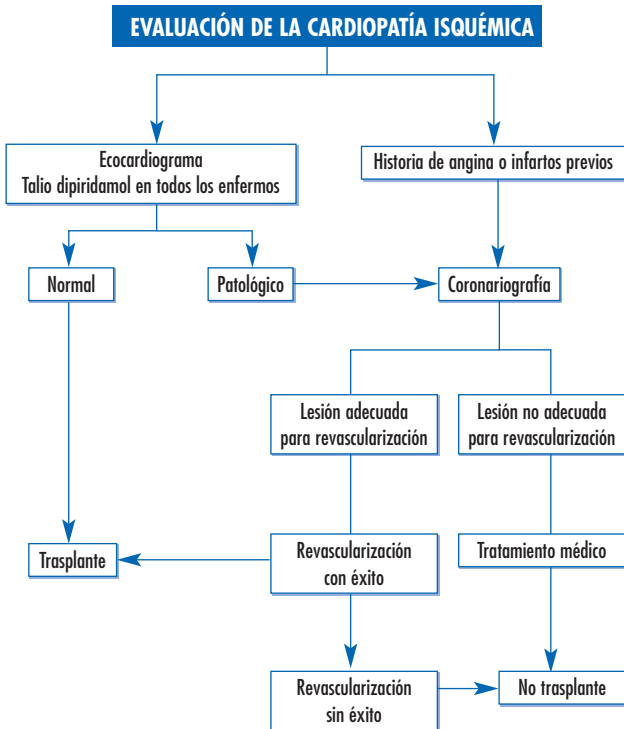 EVALUACIÓN DE LA CARDIOPATÍA ISQUÉMICA
Ecocardiograma
Talio dipiridamol en todos los enfermos
Historia de angina o infartos previos
Normal
Patológico
Coronariografía
Lesión adecuada
para revascularización
Lesión no adecuada
para revascularización
Trasplante
Revascularización
con éxito
Tratamiento médico
Revascularización
sin éxito
No trasplante